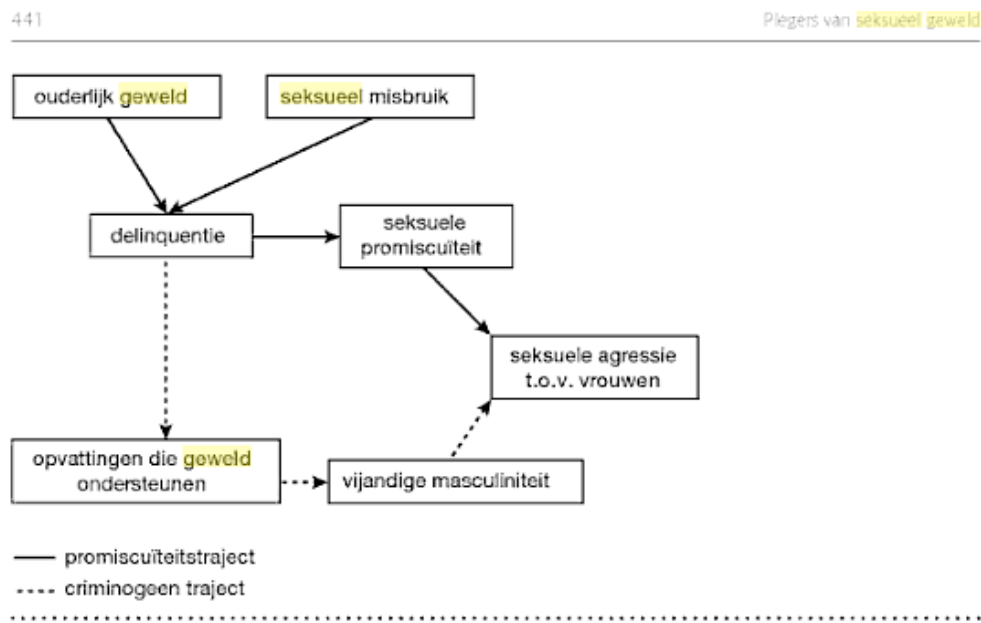 441
Plegers van seksueel geweld
ouderlijk geweld
seksueel misbruik
delinquentie
seksuele
promiscuïteit
seksuele agressie
t.o.v. vrouwen
opvattingen die geweld
ondersteunen
vijandige masculiniteit
promiscuïteitstraject
criminogeen traject